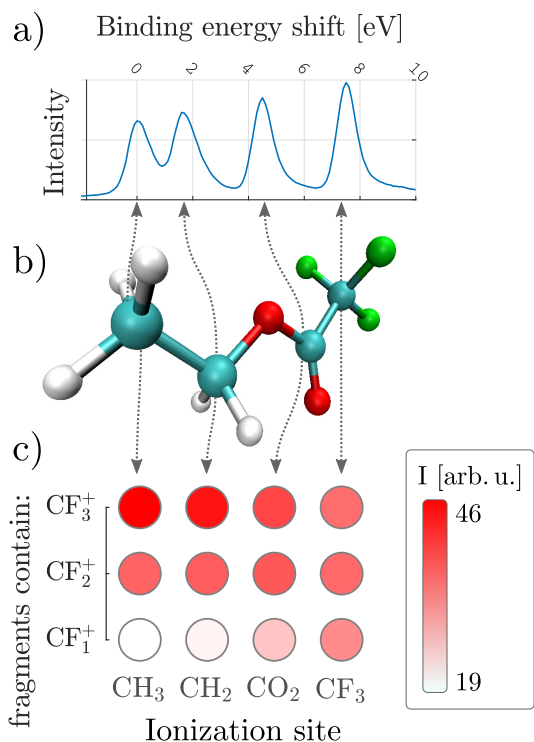 a)
Binding energy shift [eV]
0 2 4 6 8 10
Intensity
b)
c)
fragments contain:
CF₃⁺
CF₂⁺
CF₁⁺
CH₃ CH₂ CO₂ CF₃
Ionization site
I [arb. u.]
46
19